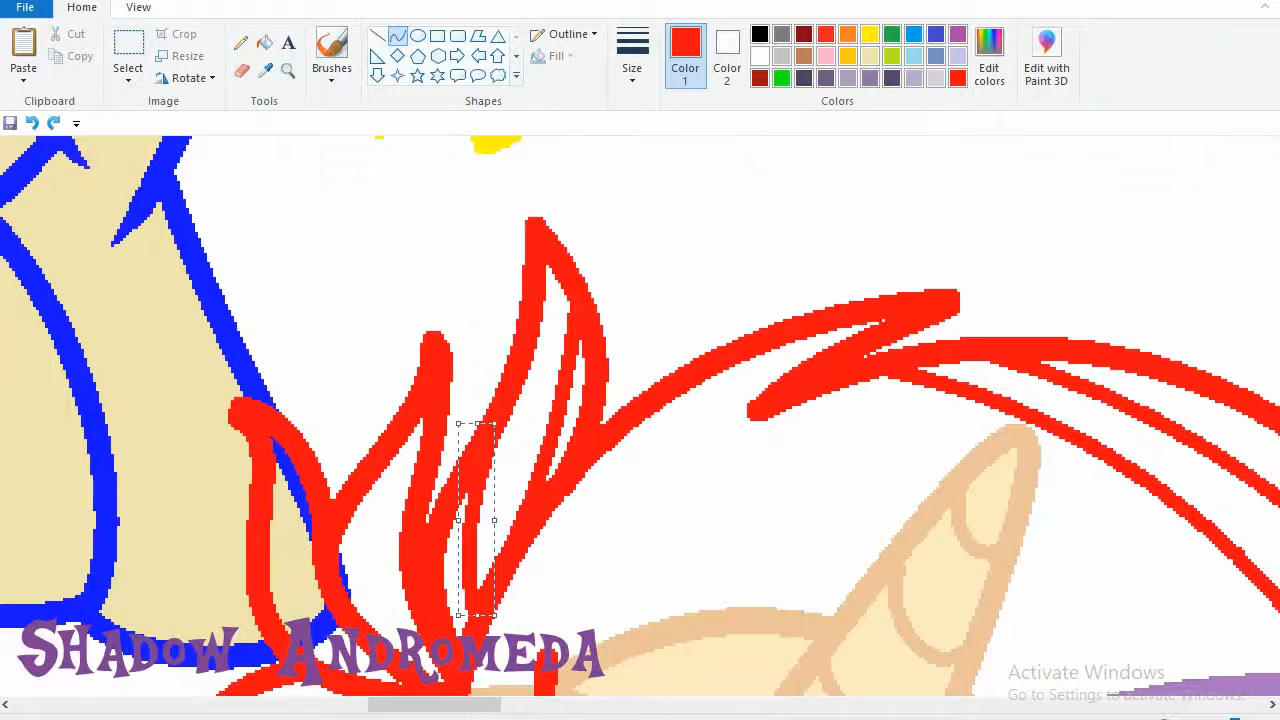 File Home View
Paste Cut Copy
Clipboard
Select Crop Resize Rotate
Image
A
Tools
Brushes
Outline Fill
Shapes
Size
Color 1
Color 2
Edit colors
Colors
Edit with Paint 3D
Shadow Andromeda
Activate Windows
Go to Settings to activate Windows.